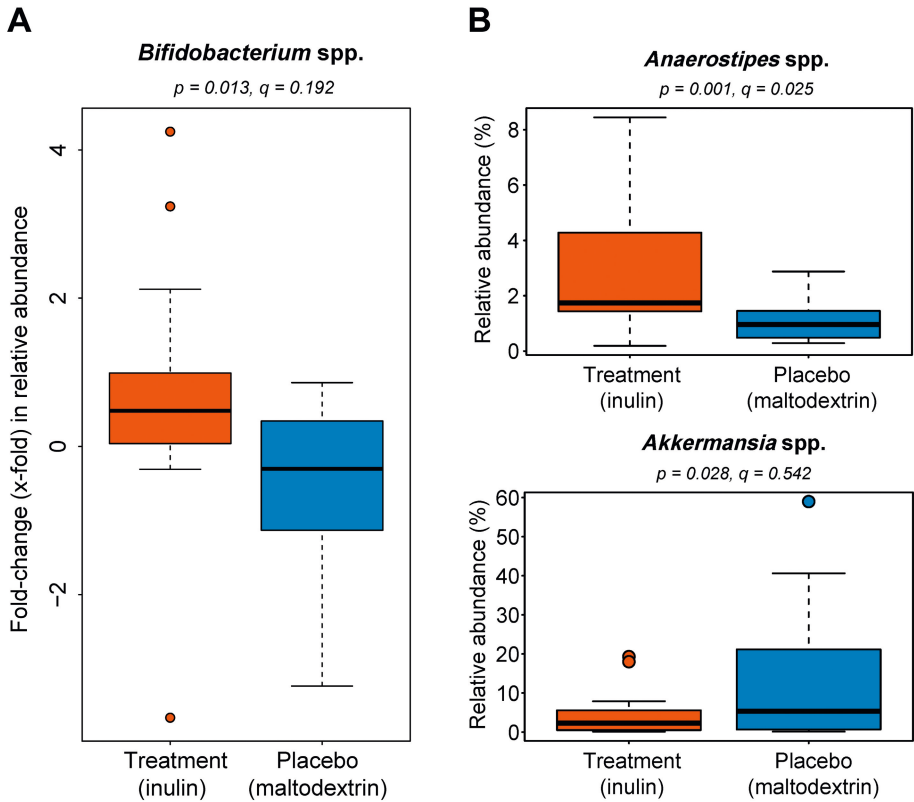 A
Bifidobacterium spp.
p = 0.013, q = 0.192
Fold-change (x-fold) in relative abundance
4
2
0
−2
Treatment
(inulin)
Placebo
(maltodextrin)
B
Anaerostipes spp.
p = 0.001, q = 0.025
Relative abundance (%)
8
6
4
2
0
Treatment
(inulin)
Placebo
(maltodextrin)
Akkermansia spp.
p = 0.028, q = 0.542
Relative abundance (%)
60
50
40
30
20
10
0
Treatment
(inulin)
Placebo
(maltodextrin)